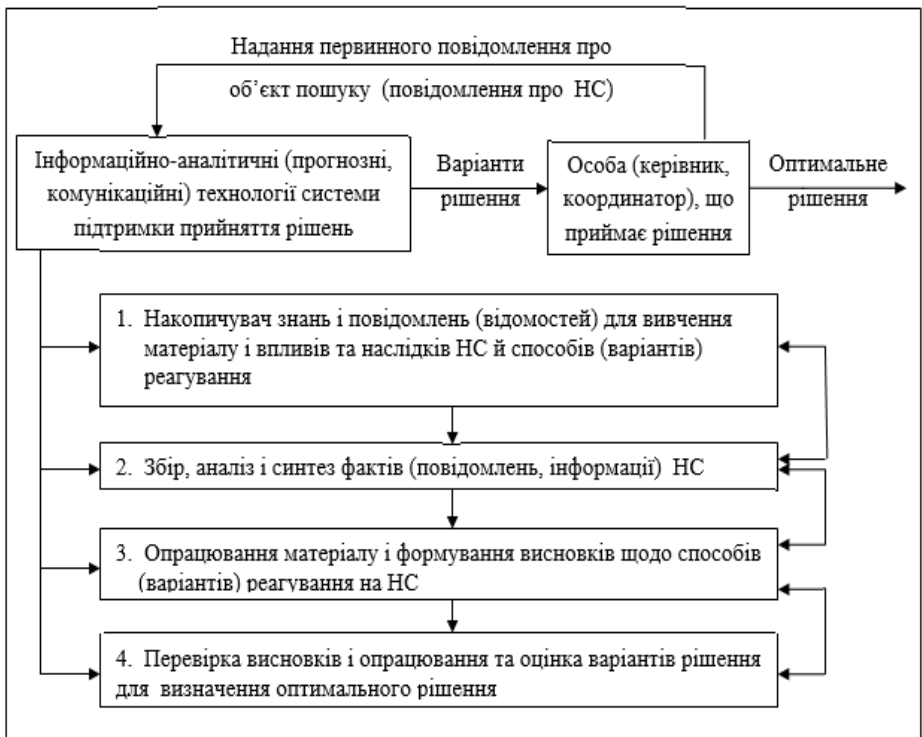 Надання первинного повідомлення про
об’єкт пошуку (повідомлення про НС)
Інформаційно-аналітичні (прогнозні,
комунікаційні) технології системи
підтримки прийняття рішень
Варіанти
рішення
Особа (керівник,
координатор), що
приймає рішення
Оптимальне
рішення
1. Накопичувач знань і повідомлень (відомостей) для вивчення
матеріалу і впливів та наслідків НС й способів (варіантів)
реагування
2. Збір, аналіз і синтез фактів (повідомлень, інформації) НС
3. Опрацювання матеріалу і формування висновків щодо способів
(варіантів) реагування на НС
4. Перевірка висновків і опрацювання та оцінка варіантів рішення
для визначення оптимального рішення